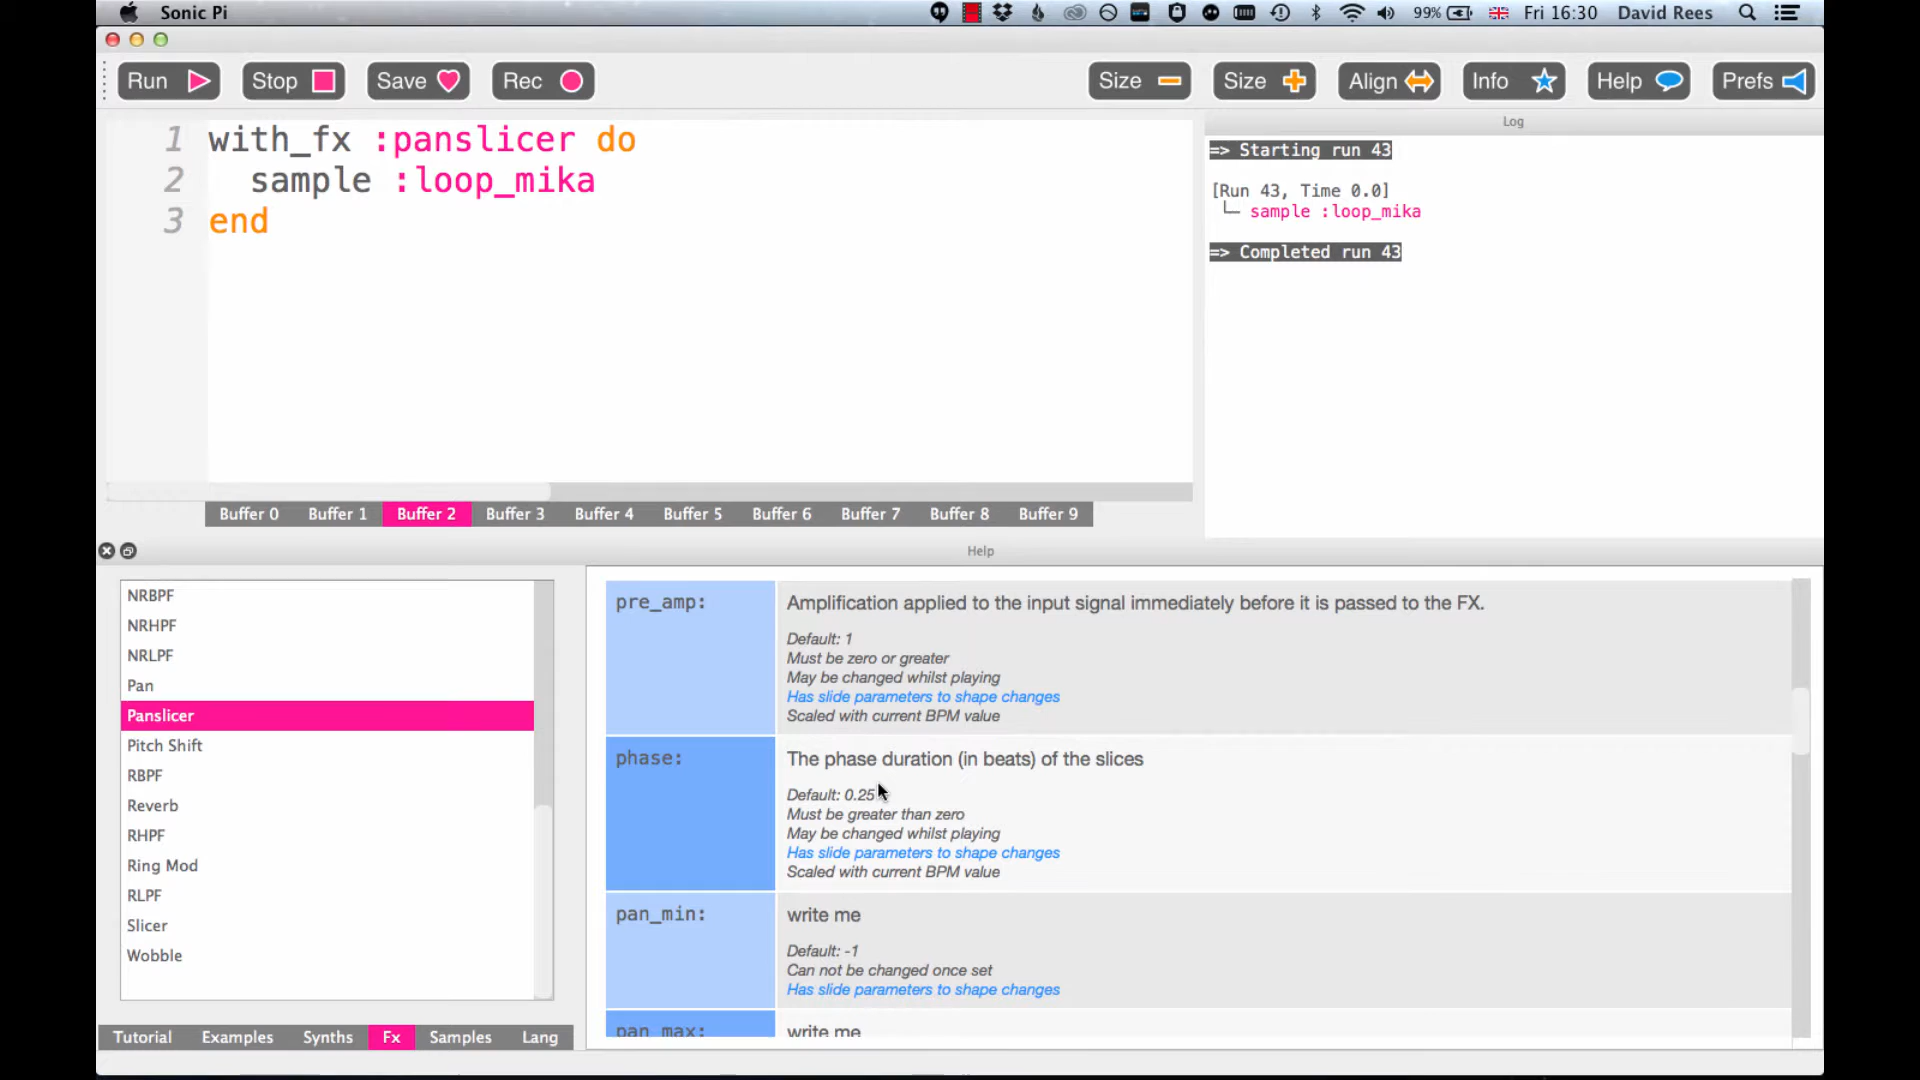 Sonic Pi
99%
Fri 16:30
David Rees
Run
Stop
Save
Rec
Size
Size
Align
Info
Help
Prefs
1 with_fx :panslicer do
2 sample :loop_mika
3 end
Log
=> Starting run 43
[Run 43, Time 0.0]
└─ sample :loop_mika
=> Completed run 43
Buffer 0
Buffer 1
Buffer 2
Buffer 3
Buffer 4
Buffer 5
Buffer 6
Buffer 7
Buffer 8
Buffer 9
Help
NRBPF
NRHPF
NRLPF
Pan
Panslicer
Pitch Shift
RBPF
Reverb
RHPF
Ring Mod
RLPF
Slicer
Wobble
Tutorial
Examples
Synths
Fx
Samples
Lang
pre_amp:
Amplification applied to the input signal immediately before it is passed to the FX.
Default: 1
Must be zero or greater
May be changed whilst playing
Has slide parameters to shape changes
Scaled with current BPM value
phase:
The phase duration (in beats) of the slices
Default: 0.25
Must be greater than zero
May be changed whilst playing
Has slide parameters to shape changes
Scaled with current BPM value
pan_min:
write me
Default: -1
Can not be changed once set
Has slide parameters to shape changes
pan_max:
write me